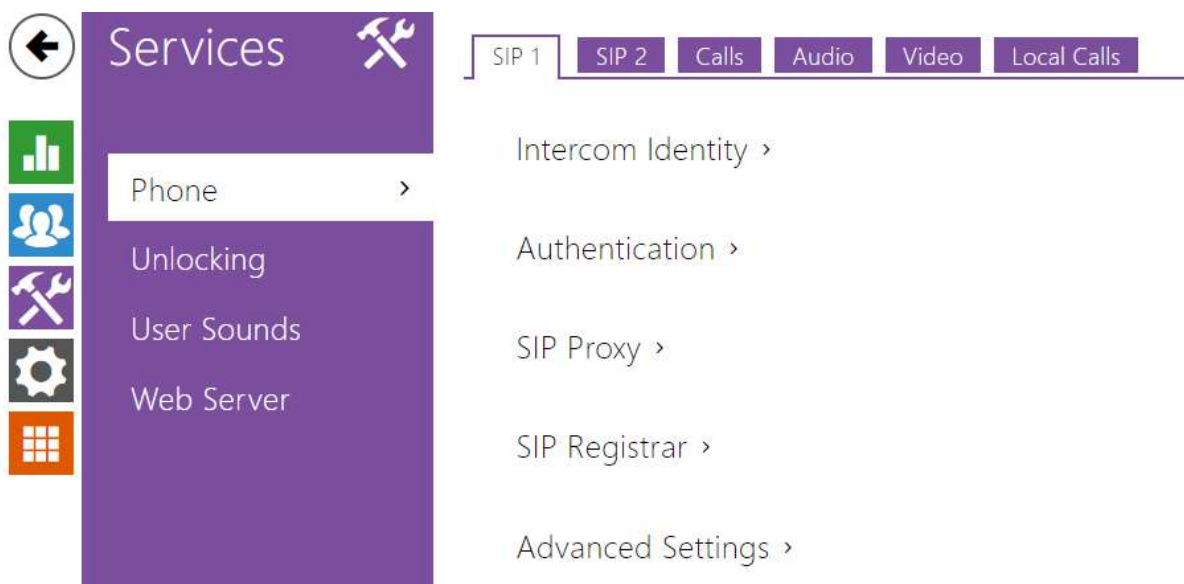 Services
Phone
Unlocking
User Sounds
Web Server
SIP 1 SIP 2 Calls Audio Video Local Calls
Intercom Identity
Authentication
SIP Proxy
SIP Registrar
Advanced Settings